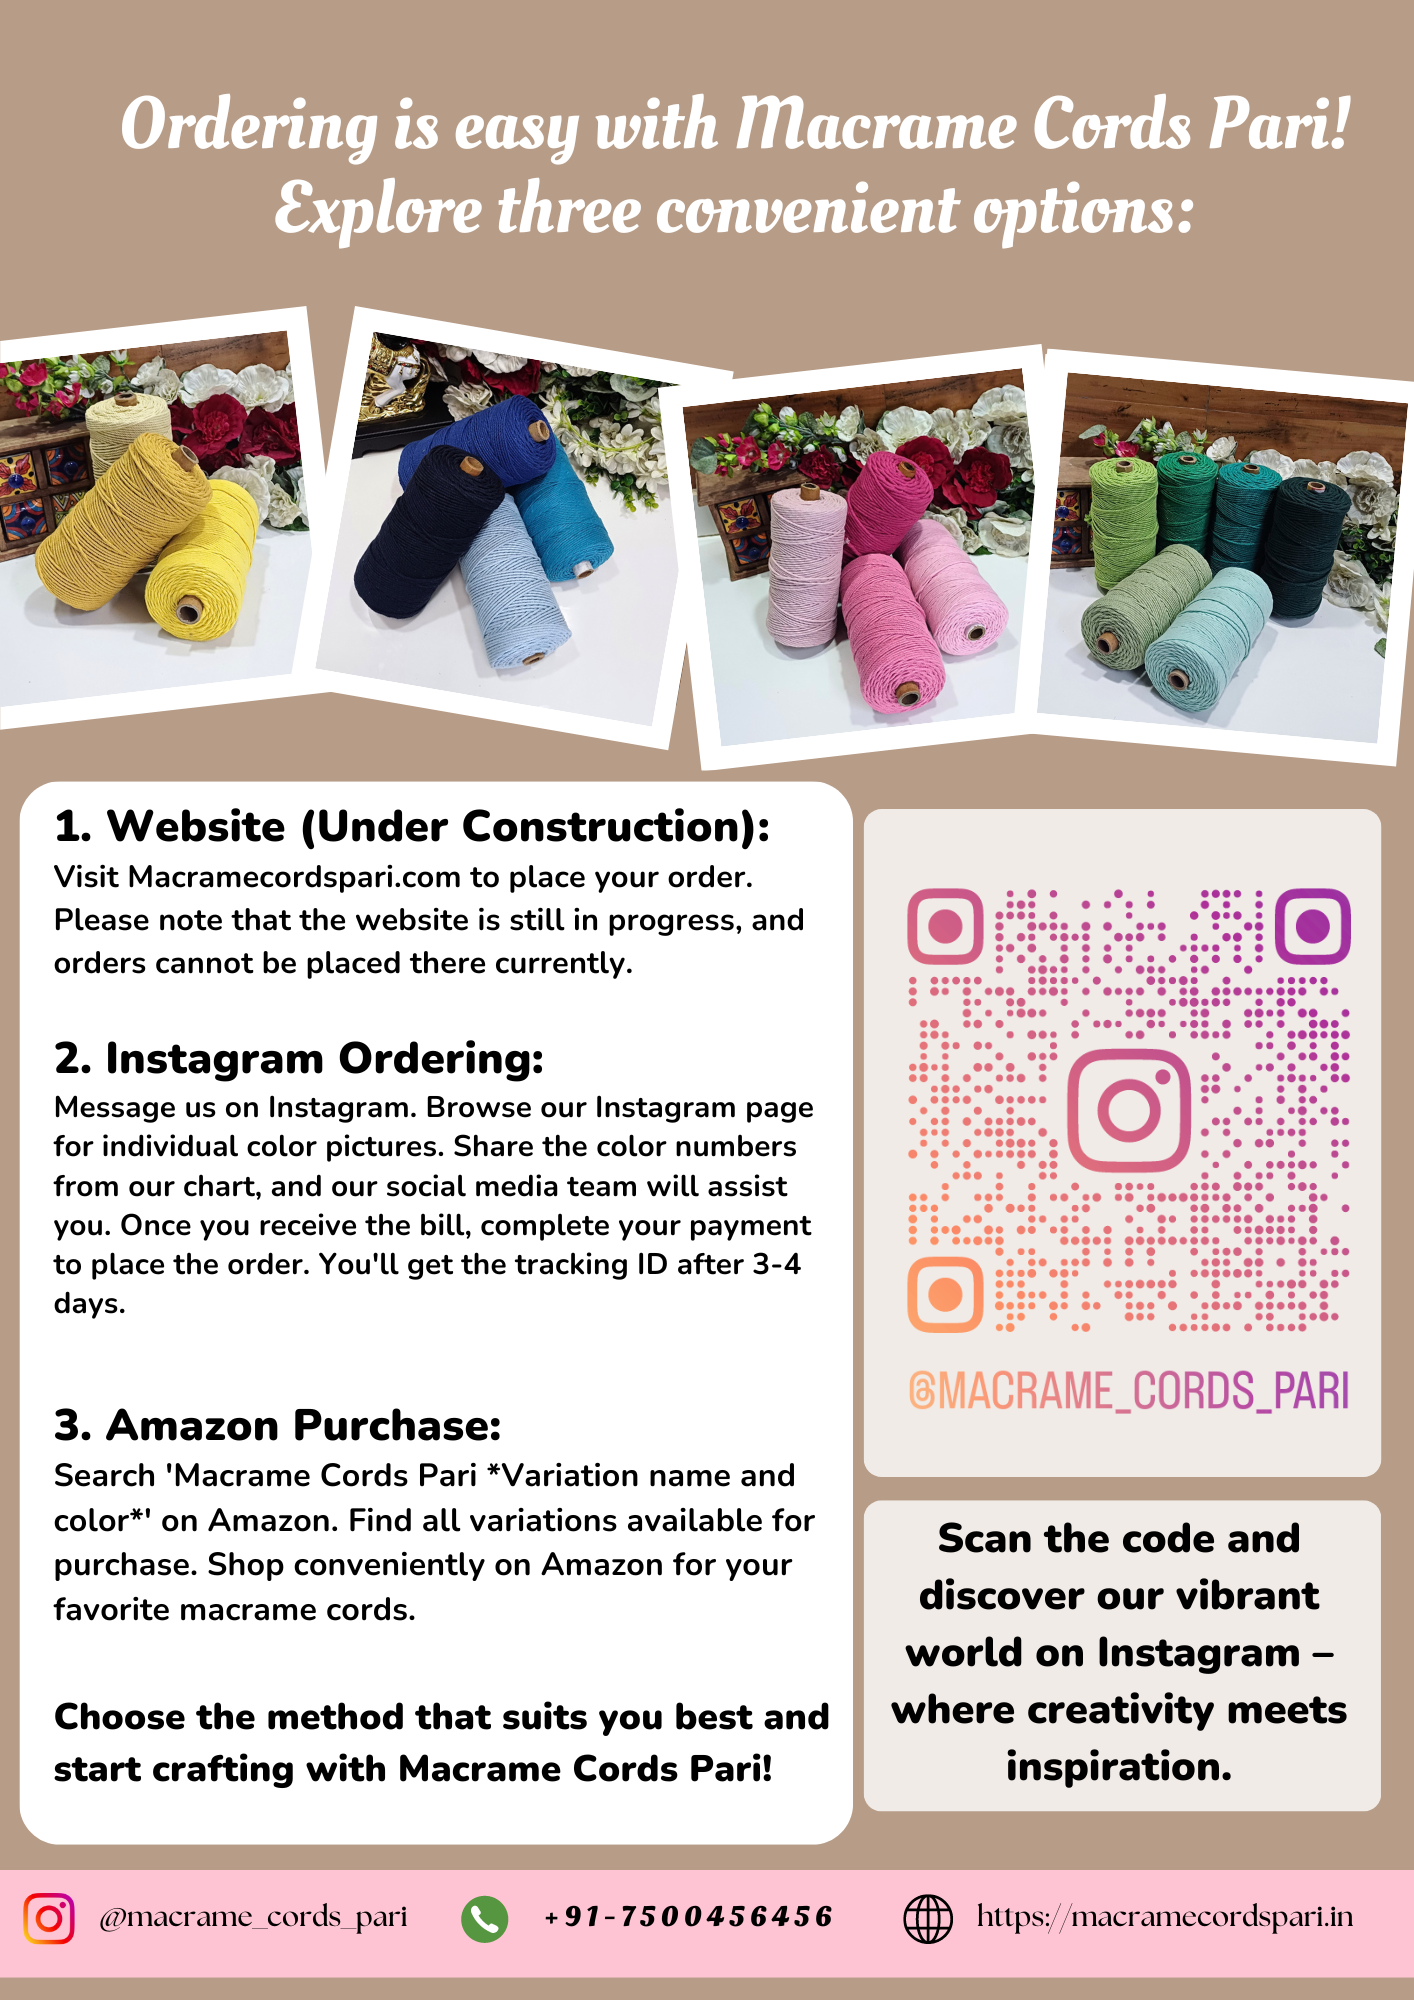 Ordering is easy with Macrame Cords Pari!
Explore three convenient options:
1. Website (Under Construction):
Visit Macramecordspari.com to place your order.
Please note that the website is still in progress, and
orders cannot be placed there currently.
2. Instagram Ordering:
Message us on Instagram. Browse our Instagram page
for individual color pictures. Share the color numbers
from our chart, and our social media team will assist
you. Once you receive the bill, complete your payment
to place the order. You'll get the tracking ID after 3-4
days.
3. Amazon Purchase:
Search 'Macrame Cords Pari *Variation name and
color*' on Amazon. Find all variations available for
purchase. Shop conveniently on Amazon for your
favorite macrame cords.
Choose the method that suits you best and
start crafting with Macrame Cords Pari!
@MACRAME_CORDS_PARI
Scan the code and
discover our vibrant
world on Instagram –
where creativity meets
inspiration.
@macrame_cords_pari
+91-7500456456
https://macramecordspari.in